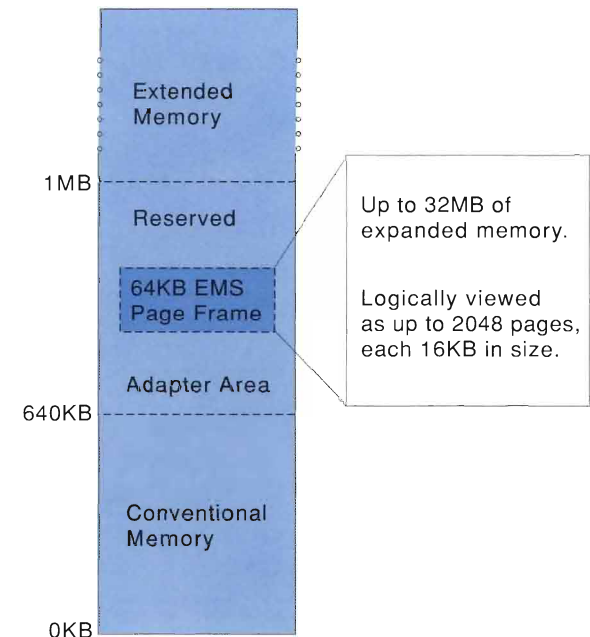 Extended
Memory
1MB
Reserved
64KB EMS
Page Frame
Adapter Area
640KB
Conventional
Memory
0KB
Up to 32MB of
expanded memory.
Logically viewed
as up to 2048 pages,
each 16KB in size.